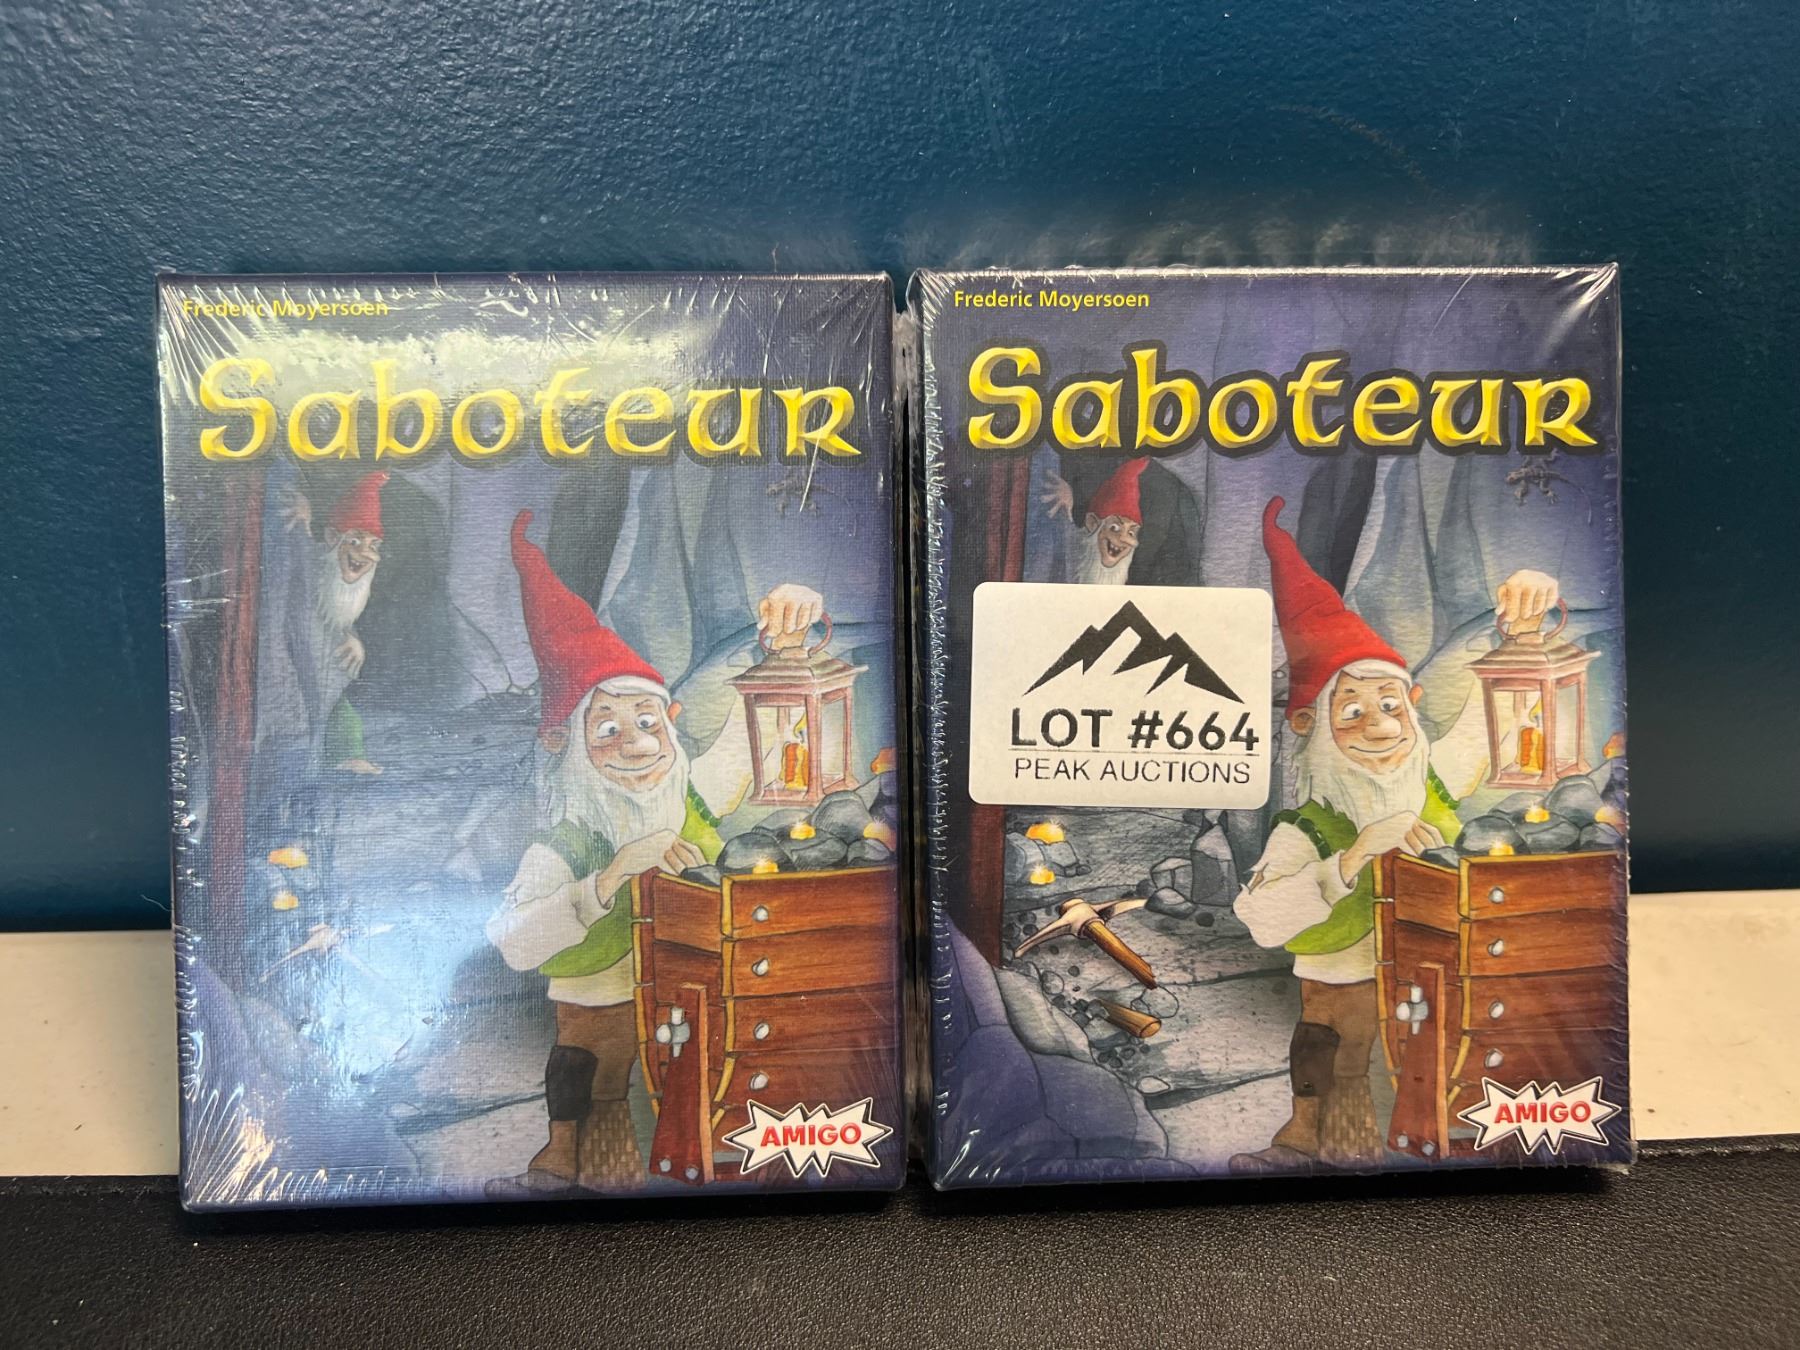 Frederic Moyersoen
Saboteur
AMIGO
Frederic Moyersoen
Saboteur
LOT #664
PEAK AUCTIONS
AMIGO